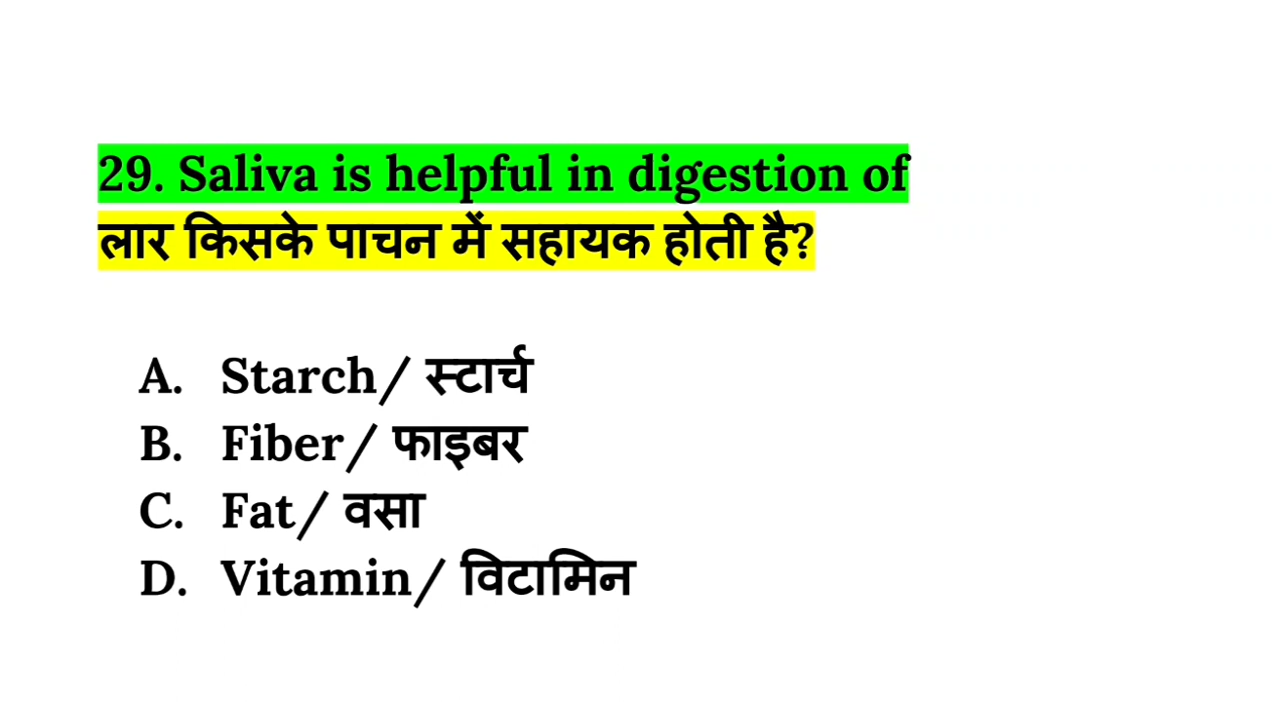 29. Saliva is helpful in digestion of
लार किसके पाचन में सहायक होती है?
A. Starch/ स्टार्च
B. Fiber/ फाइबर
C. Fat/ वसा
D. Vitamin/ विटामिन